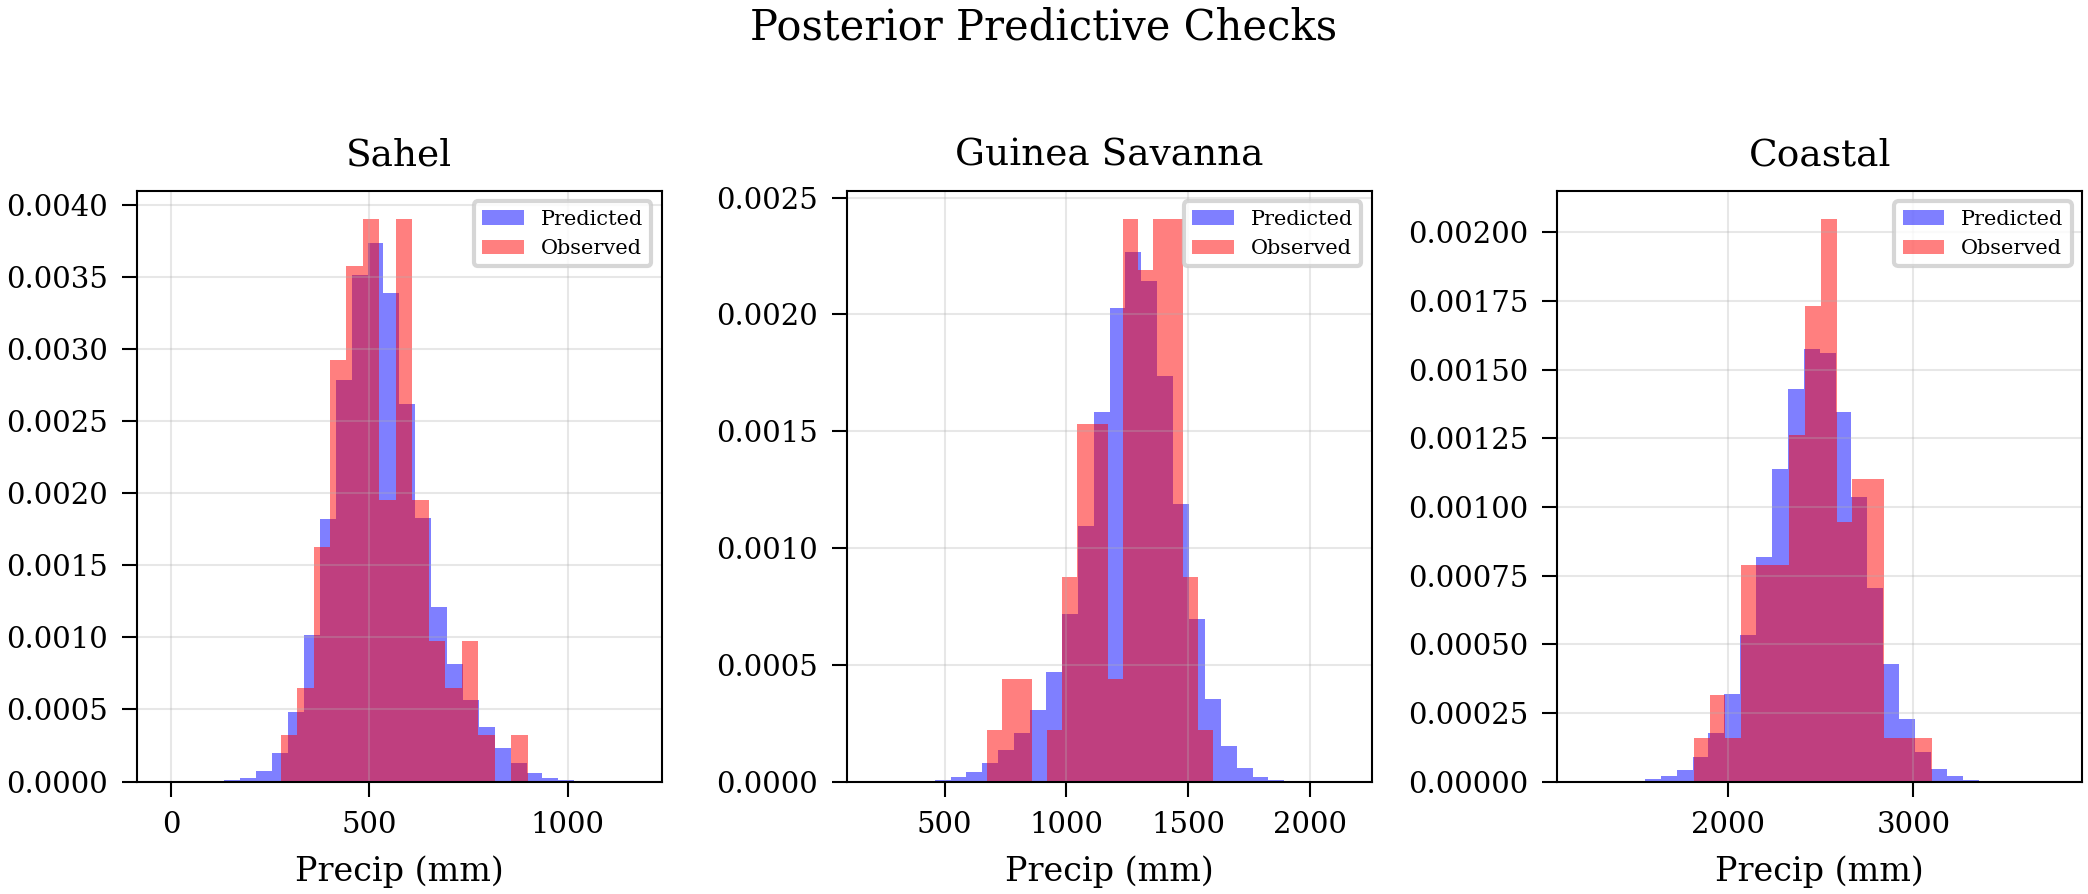 Posterior Predictive Checks
Sahel
0.0040
0.0035
0.0030
0.0025
0.0020
0.0015
0.0010
0.0005
0.0000
Predicted
Observed
0
500
1000
Precip (mm)
Guinea Savanna
0.0025
0.0020
0.0015
0.0010
0.0005
0.0000
Predicted
Observed
500
1000
1500
2000
Precip (mm)
Coastal
0.00200
0.00175
0.00150
0.00125
0.00100
0.00075
0.00050
0.00025
0.00000
Predicted
Observed
2000
3000
Precip (mm)